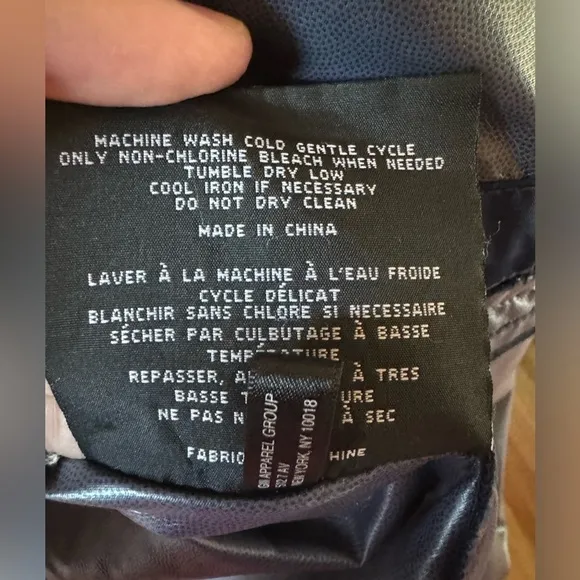 MACHINE WASH COLD GENTLE CYCLE
ONLY NON-CHLORINE BLEACH WHEN NEEDED
TUMBLE DRY LOW
COOL IRON IF NECESSARY
DO NOT DRY CLEAN
MADE IN CHINA
LAVER À LA MACHINE À L'EAU FROIDE
CYCLE DÉLICAT
BLANCHIR SANS CHLORE SI NECESSAIRE
SÉCHER PAR CULBUTAGE À BASSE
TEMPÉRATURE
REPASSER, À TRES
BASSE
NE PAS À SEC
APPAREL GROUP
NEW YORK, NY 10018